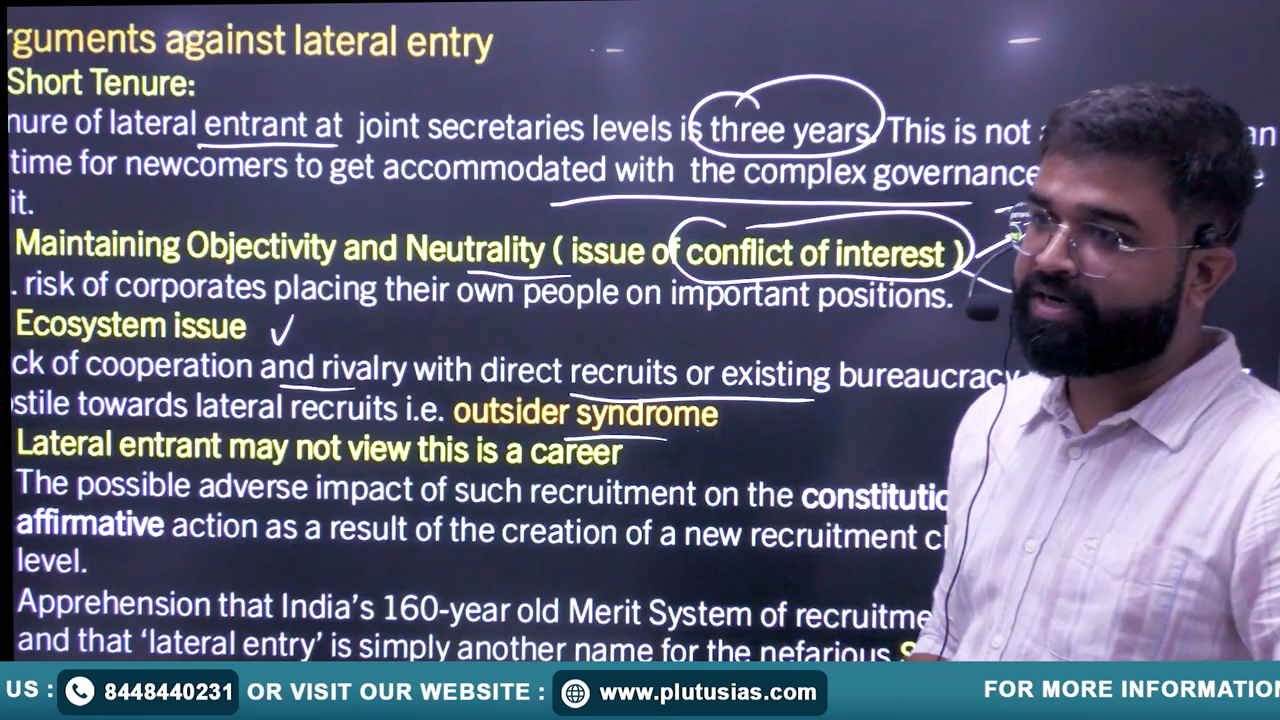 rguments against lateral entry
Short Tenure:
nure of lateral entrant at joint secretaries levels is three years. This is not an
time for newcomers to get accommodated with the complex governance
it.
Maintaining Objectivity and Neutrality ( issue of conflict of interest )
. risk of corporates placing their own people on important positions.
Ecosystem issue
ck of cooperation and rivalry with direct recruits or existing bureaucracy
stile towards lateral recruits i.e. outsider syndrome
Lateral entrant may not view this is a career
The possible adverse impact of such recruitment on the constitutio
affirmative action as a result of the creation of a new recruitment cl
level.
Apprehension that India's 160-year old Merit System of recruitme
and that 'lateral entry' is simply another name for the nefarious S
US : 8448440231 OR VISIT OUR WEBSITE : www.plutusias.com FOR MORE INFORMATION